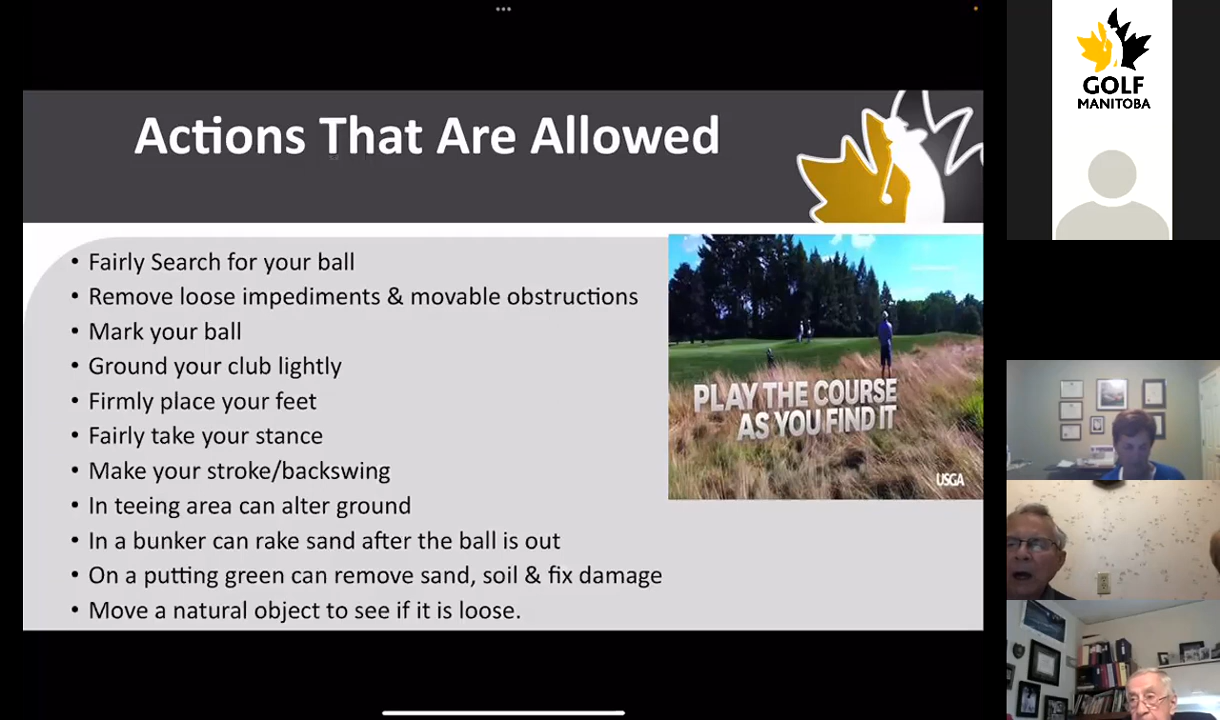 Actions That Are Allowed
• Fairly Search for your ball
• Remove loose impediments & movable obstructions
• Mark your ball
• Ground your club lightly
• Firmly place your feet
• Fairly take your stance
• Make your stroke/backswing
• In teeing area can alter ground
• In a bunker can rake sand after the ball is out
• On a putting green can remove sand, soil & fix damage
• Move a natural object to see if it is loose.
PLAY THE COURSE
AS YOU FIND IT
USGA
GOLF
MANITOBA